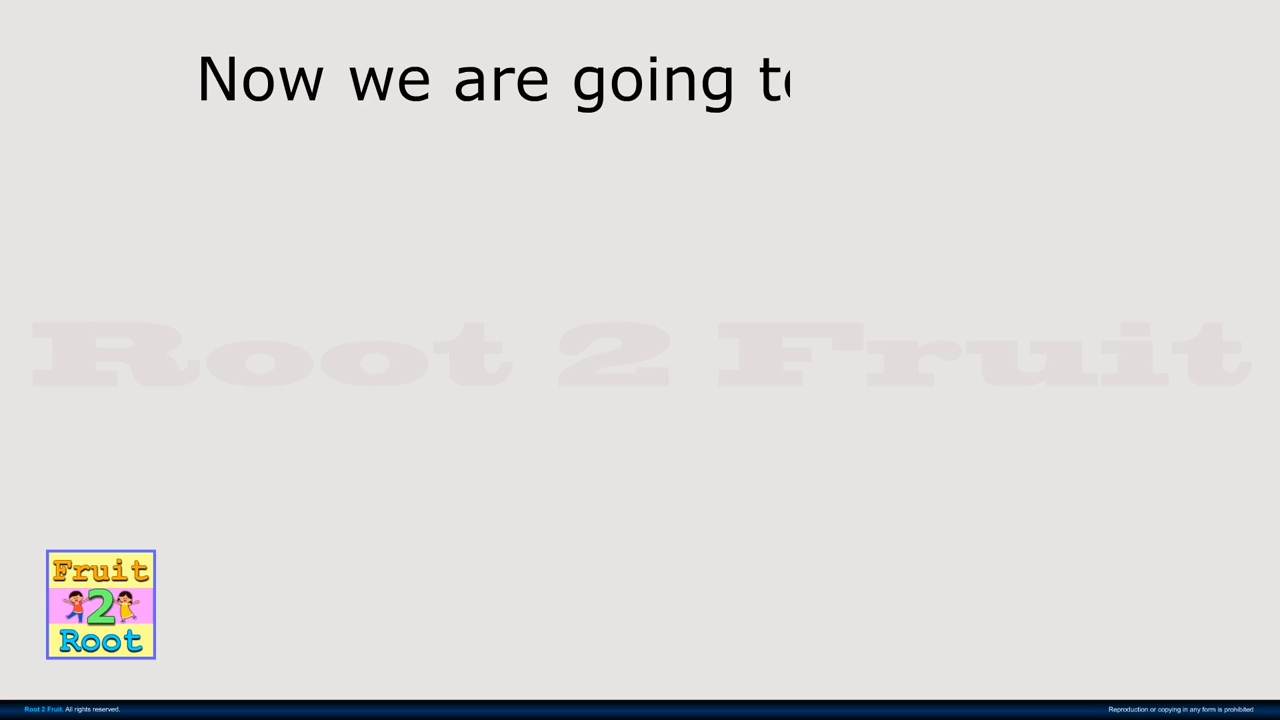 Now we are going to
Root 2 Fruit
Fruit
2
Root
Root 2 Fruit. All rights reserved.
Reproduction or copying in any form is prohibited